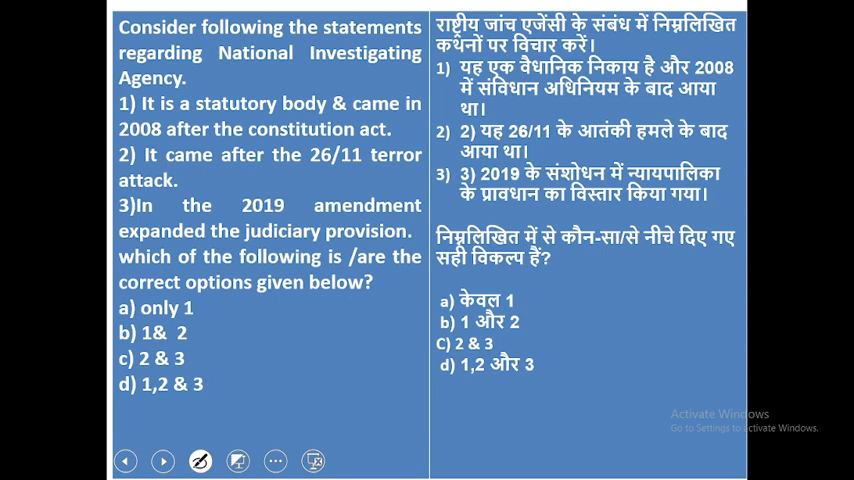 Consider following the statements
regarding National Investigating
Agency.
1) It is a statutory body & came in
2008 after the constitution act.
2) It came after the 26/11 terror
attack.
3)In the 2019 amendment
expanded the judiciary provision.
which of the following is /are the
correct options given below?
a) only 1
b) 1& 2
c) 2 & 3
d) 1,2 & 3
राष्ट्रीय जांच एजेंसी के संबंध में निम्नलिखित
कथनों पर विचार करें।
1) यह एक वैधानिक निकाय है और 2008
में संविधान अधिनियम के बाद आया
था।
2) 2) यह 26/11 के आतंकी हमले के बाद
आया था।
3) 3) 2019 के संशोधन में न्यायपालिका
के प्रावधान का विस्तार किया गया।
निम्नलिखित में से कौन-सा/से नीचे दिए गए
सही विकल्प हैं?
a) केवल 1
b) 1 और 2
C) 2 & 3
d) 1,2 और 3
Activate Windows
Go to Settings to activate Windows.